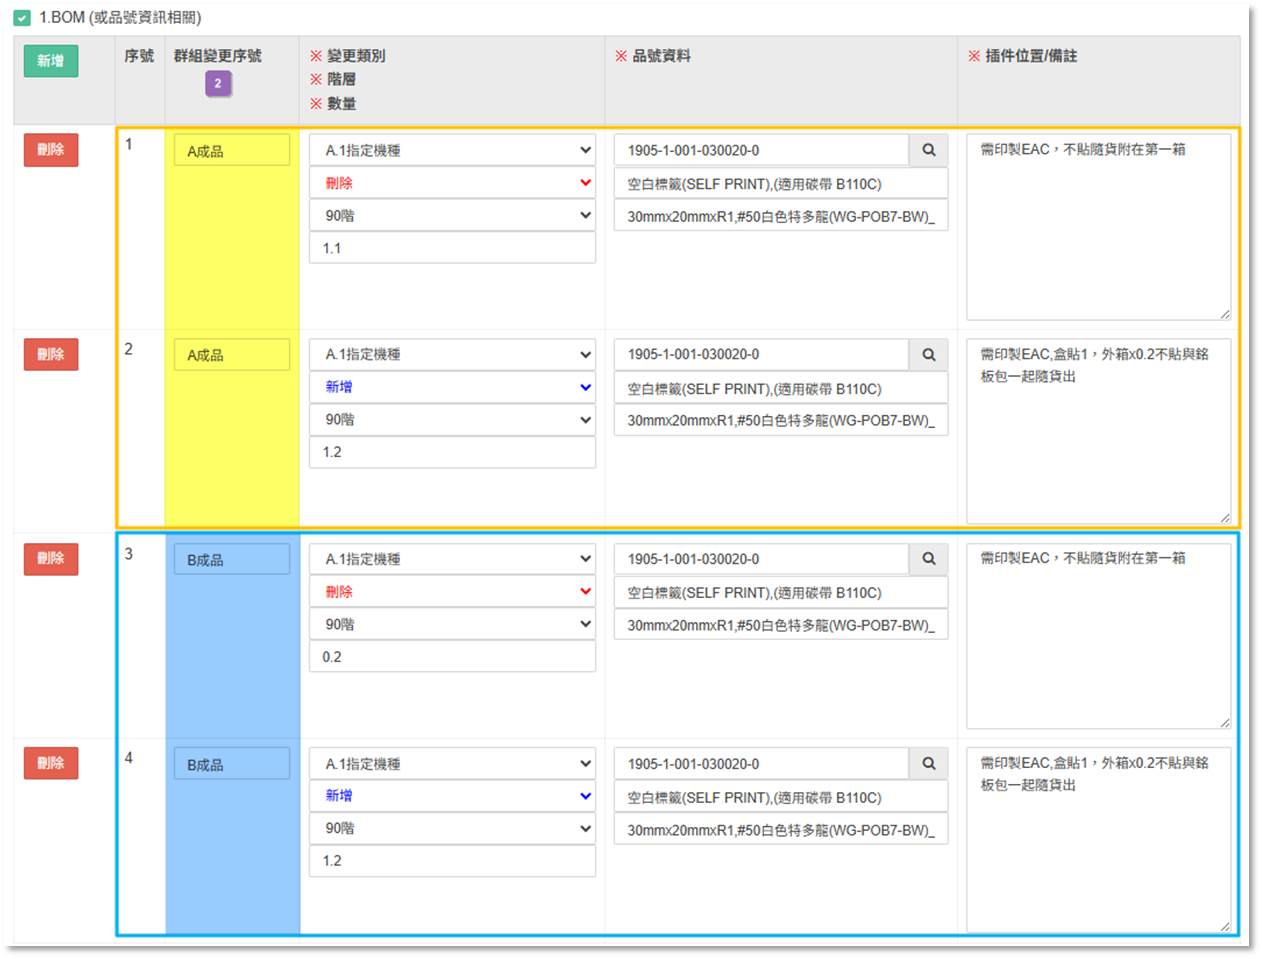 1.BOM (或品號資訊相關)
新增
序號
群組變更序號
2
※ 變更類別
※ 階層
※ 數量
※ 品號資料
※ 插件位置/備註
刪除
1
A成品
A.1指定機種
刪除
90階
1.1
1905-1-001-030020-0
空白標籤(SELF PRINT),(適用碳帶 B110C)
30mmx20mmxR1,#50白色特多龍(WG-POB7-BW)_
需印製EAC，不貼隨貨附在第一箱
刪除
2
A成品
A.1指定機種
新增
90階
1.2
1905-1-001-030020-0
空白標籤(SELF PRINT),(適用碳帶 B110C)
30mmx20mmxR1,#50白色特多龍(WG-POB7-BW)_
需印製EAC,盒貼1，外箱x0.2不貼與銘
板包一起隨貨出
刪除
3
B成品
A.1指定機種
刪除
90階
0.2
1905-1-001-030020-0
空白標籤(SELF PRINT),(適用碳帶 B110C)
30mmx20mmxR1,#50白色特多龍(WG-POB7-BW)_
需印製EAC，不貼隨貨附在第一箱
刪除
4
B成品
A.1指定機種
新增
90階
1.2
1905-1-001-030020-0
空白標籤(SELF PRINT),(適用碳帶 B110C)
30mmx20mmxR1,#50白色特多龍(WG-POB7-BW)_
需印製EAC,盒貼1，外箱x0.2不貼與銘
板包一起隨貨出